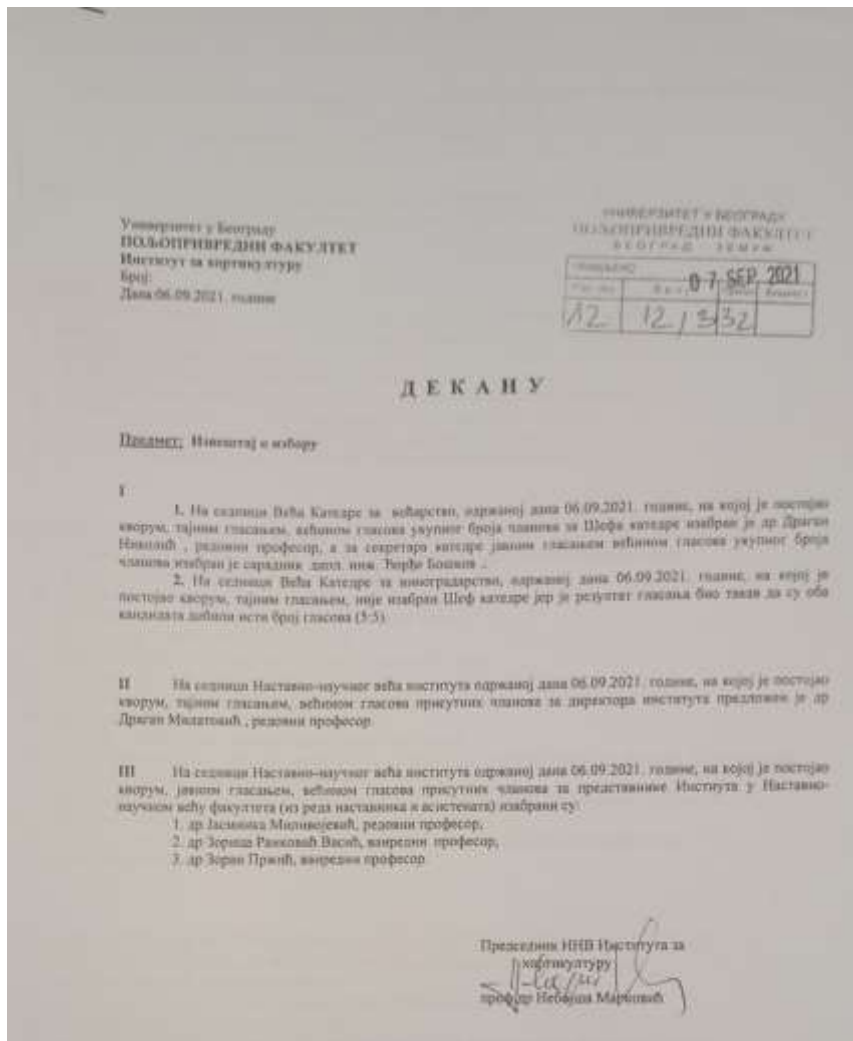 Универзитет у Београду
ПОЉОПРИВРЕДНИ ФАКУЛТЕТ
Институт за хортикултуру
Број:
Дана 06.09.2021. године
УНИВЕРЗИТЕТ У БЕОГРАДУ
ПОЉОПРИВРЕДНИ ФАКУЛТЕТ
БЕОГРАД - ЗЕМУН
07 SEP 2021
12 12/3 32
ДЕКАНУ
Предмет: Извештај о избору
I
1. На седници Већа Катедре за воћарство, одржаној дана 06.09.2021. године, на којој је постојао
кворум, тајним гласањем, већином гласова укупног броја чланова за Шефа катедре изабран је др Драган
Николић , редовни професор, а за секретара катедре јавним гласањем већином гласова укупног броја
чланова изабран је сарадник дипл. инж. Ђорђе Бошков ..
2. На седници Већа Катедре за виноградарство, одржаној дана 06.09.2021. године, на којој је
постојао кворум, тајним гласањем, није изабран Шеф катедре јер је резултат гласања био такав да су оба
кандидата добили исти број гласова (5:5)
II На седници Наставно-научног већа института одржаној дана 06.09.2021. године, на којој је постојао
кворум, тајним гласањем, већином гласова присутних чланова за директора института предложен је др
Драган Милатовић , редовни професор.
III На седници Наставно-научног већа института одржаној дана 06.09.2021. године, на којој је постојао
кворум, јавним гласањем, већином гласова присутних чланова за представнике Института у Наставно-
научном већу факултета (из реда наставника и асистената) изабрани су:
1. др Јасминка Миливојевић, редовни професор,
2. др Зорица Ранковић Васић, ванредни професор,
3. др Зоран Пржић, ванредни професор
Председник ННВ Института за
хортикултуру
проф. др Небојша Марковић